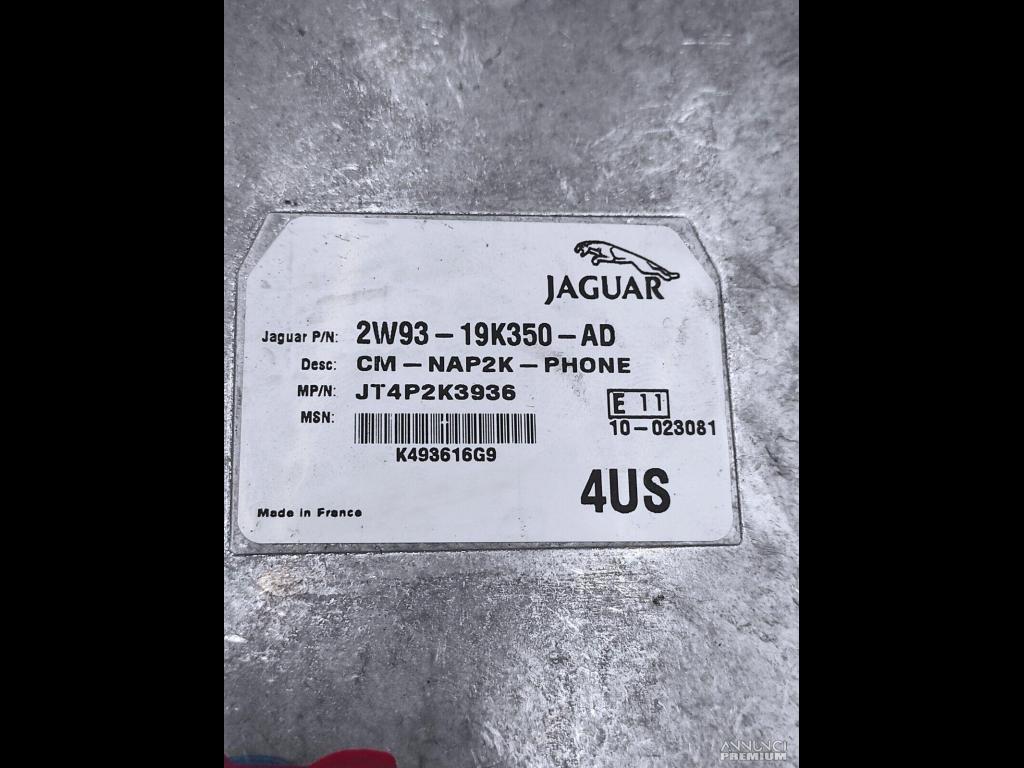 JAGUAR
Jaguar P/N: 2W93-19K350-AD
Desc: CM-NAP2K-PHONE
MP/N: JT4P2K3936
MSN:
K493616G9
E 11
10-023081
4US
Made in France
ANNUNCI
PREMIUM